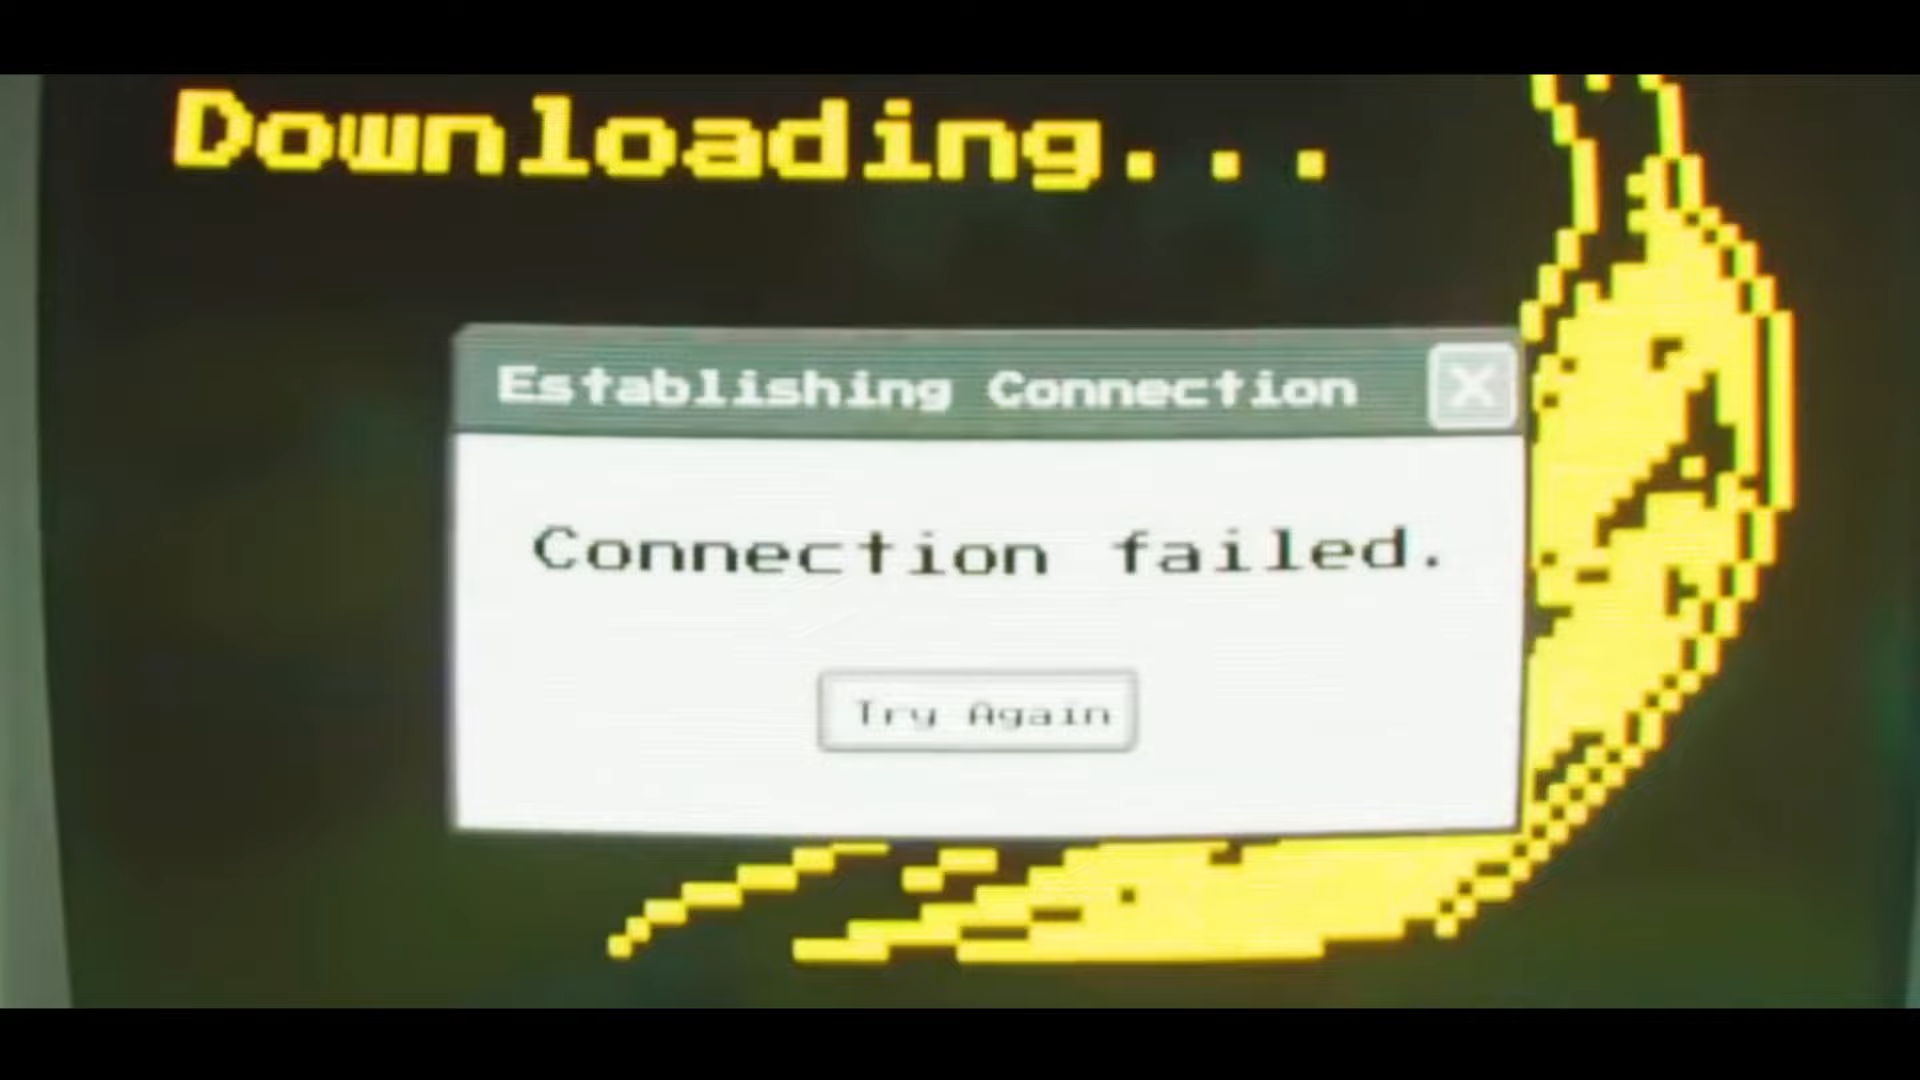 Downloading...
Establishing Connection
X
Connection failed.
Try Again